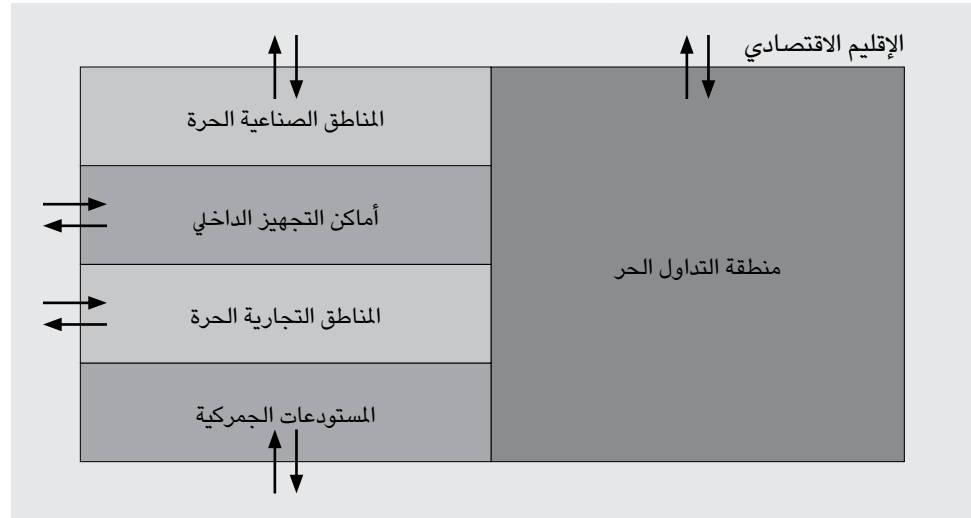 الإقليم الاقتصادي
المناطق الصناعية الحرة
أماكن التجهيز الداخلي
منطقة التداول الحر
المناطق التجارية الحرة
المستودعات الجمركية